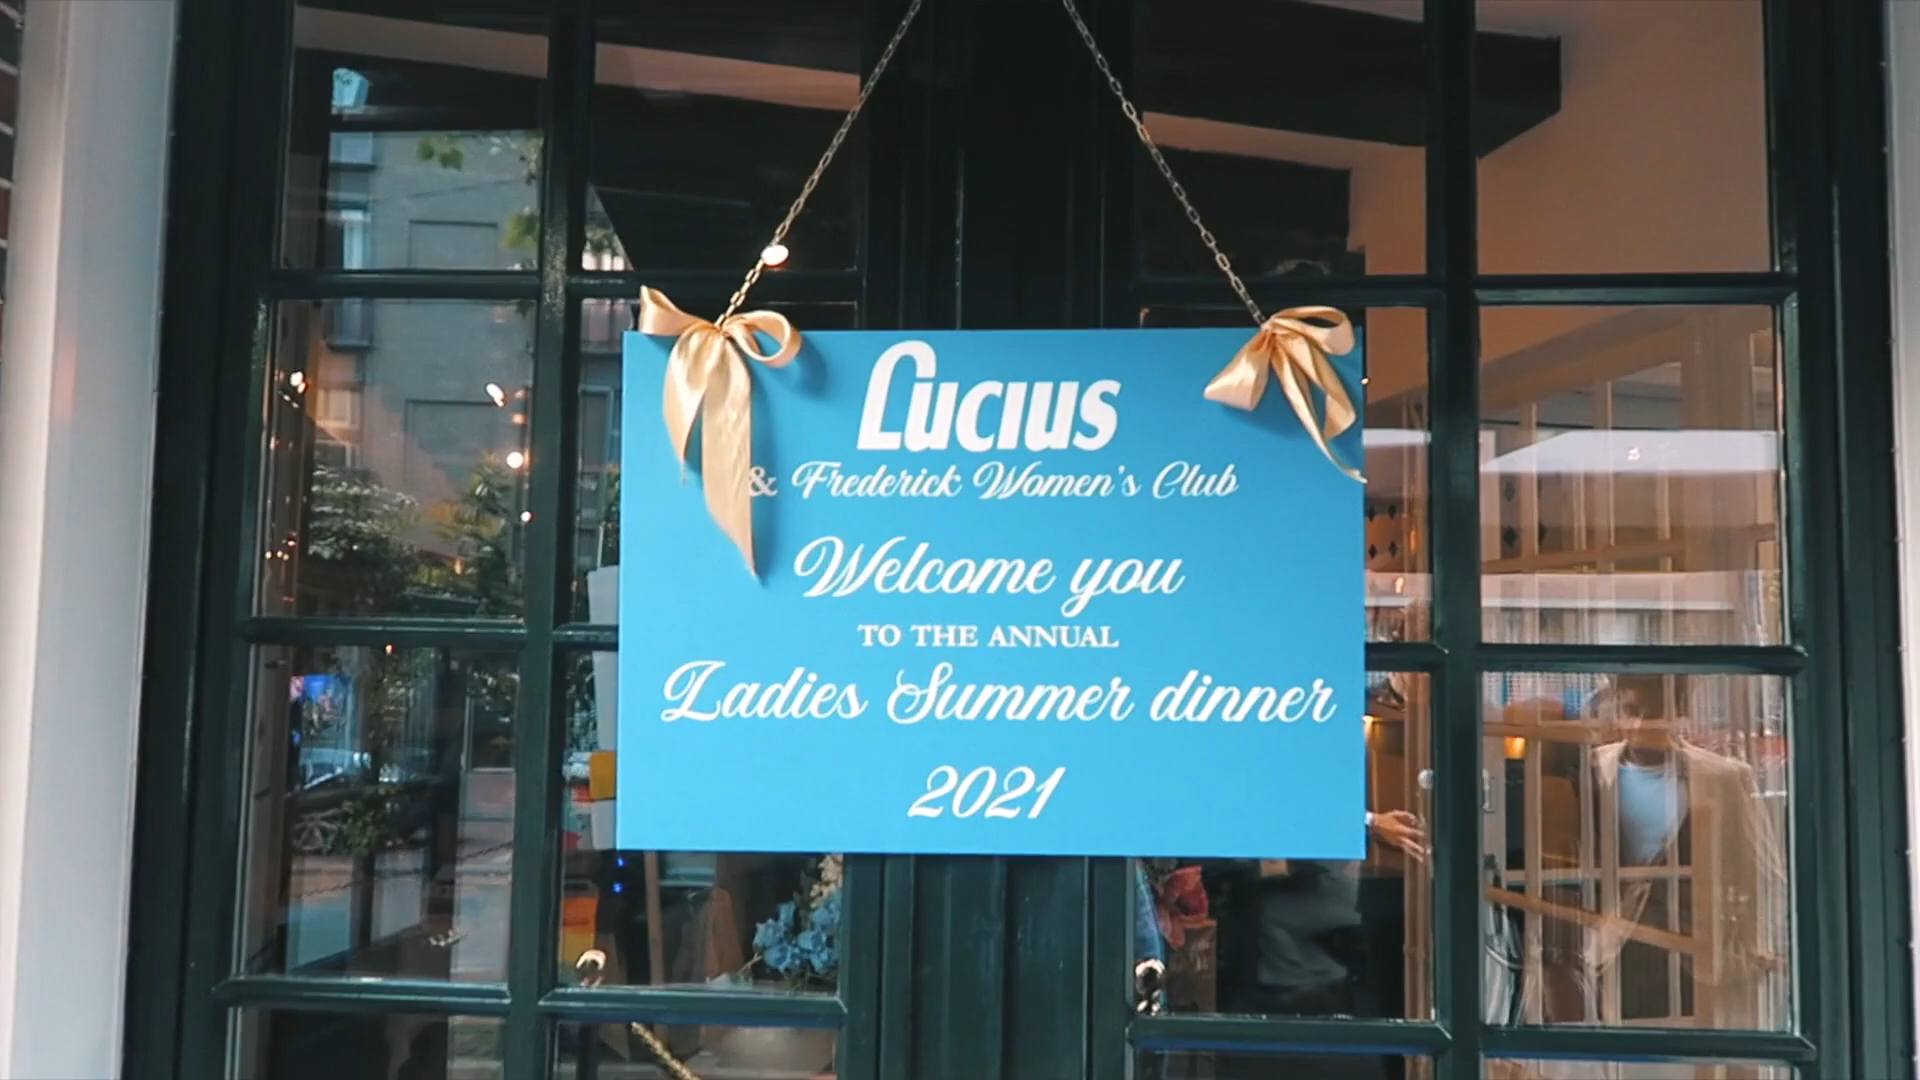 Lucius
& Frederick Women's Club
Welcome you
TO THE ANNUAL
Ladies Summer dinner
2021